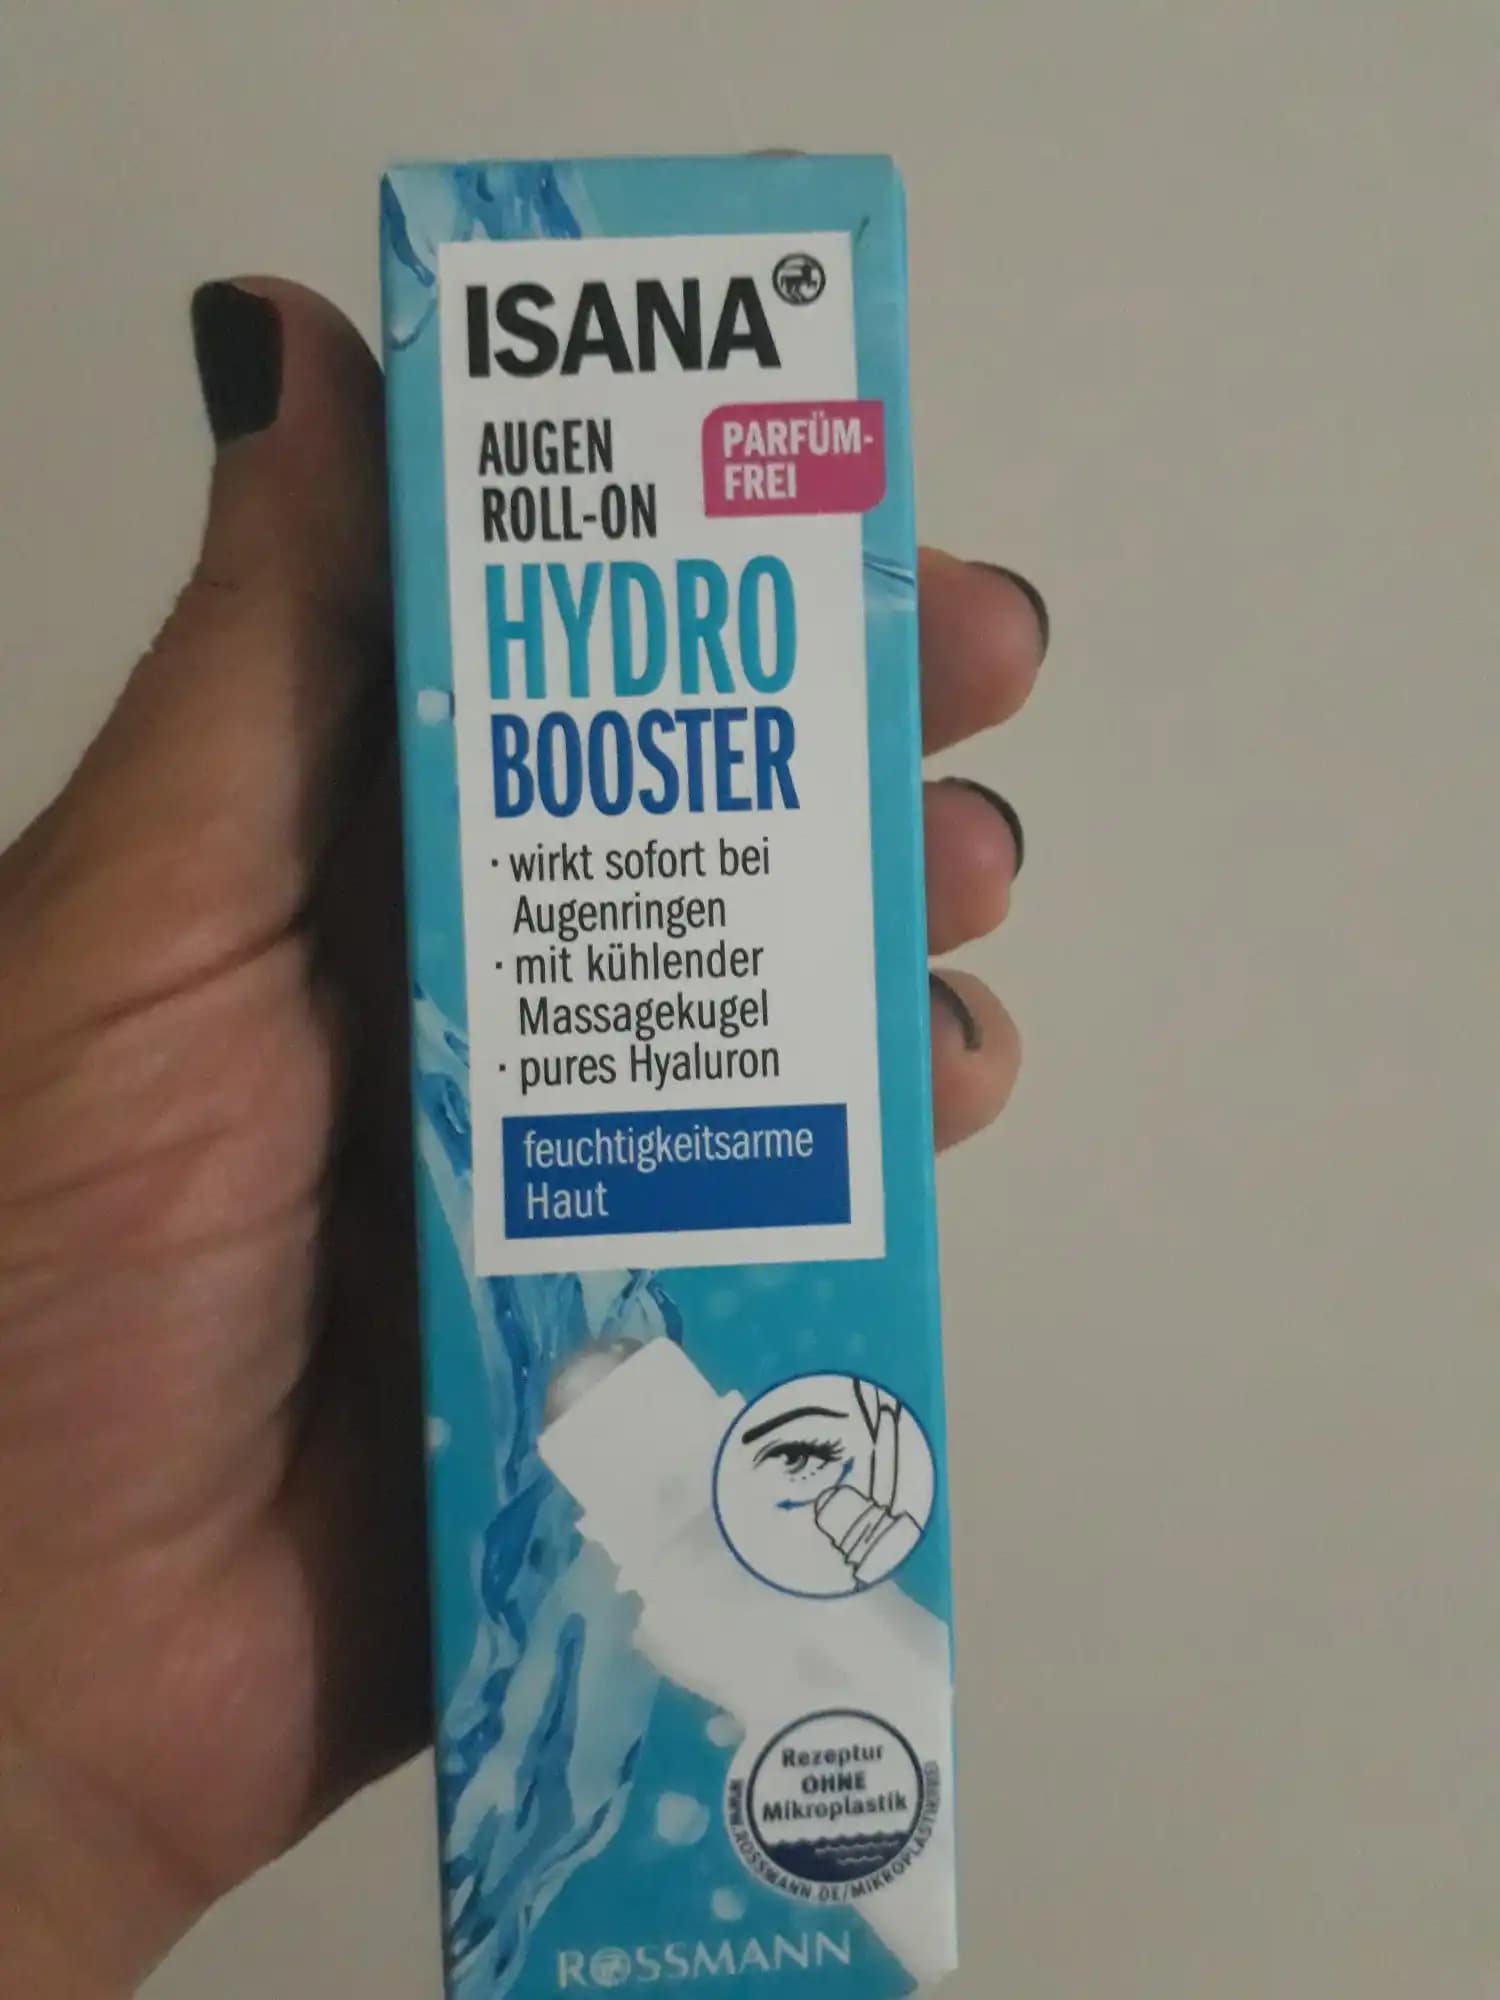 ISANA
AUGEN
ROLL-ON
PARFÜM-
FREI
HYDRO
BOOSTER
· wirkt sofort bei
Augenringen
· mit kühlender
Massagekugel
· pures Hyaluron
feuchtigkeitsarme
Haut
Rezeptur
OHNE
Mikroplastik
WWW.ROSSMANN.DE/MIKROPLASTIKFREI
ROSSMANN